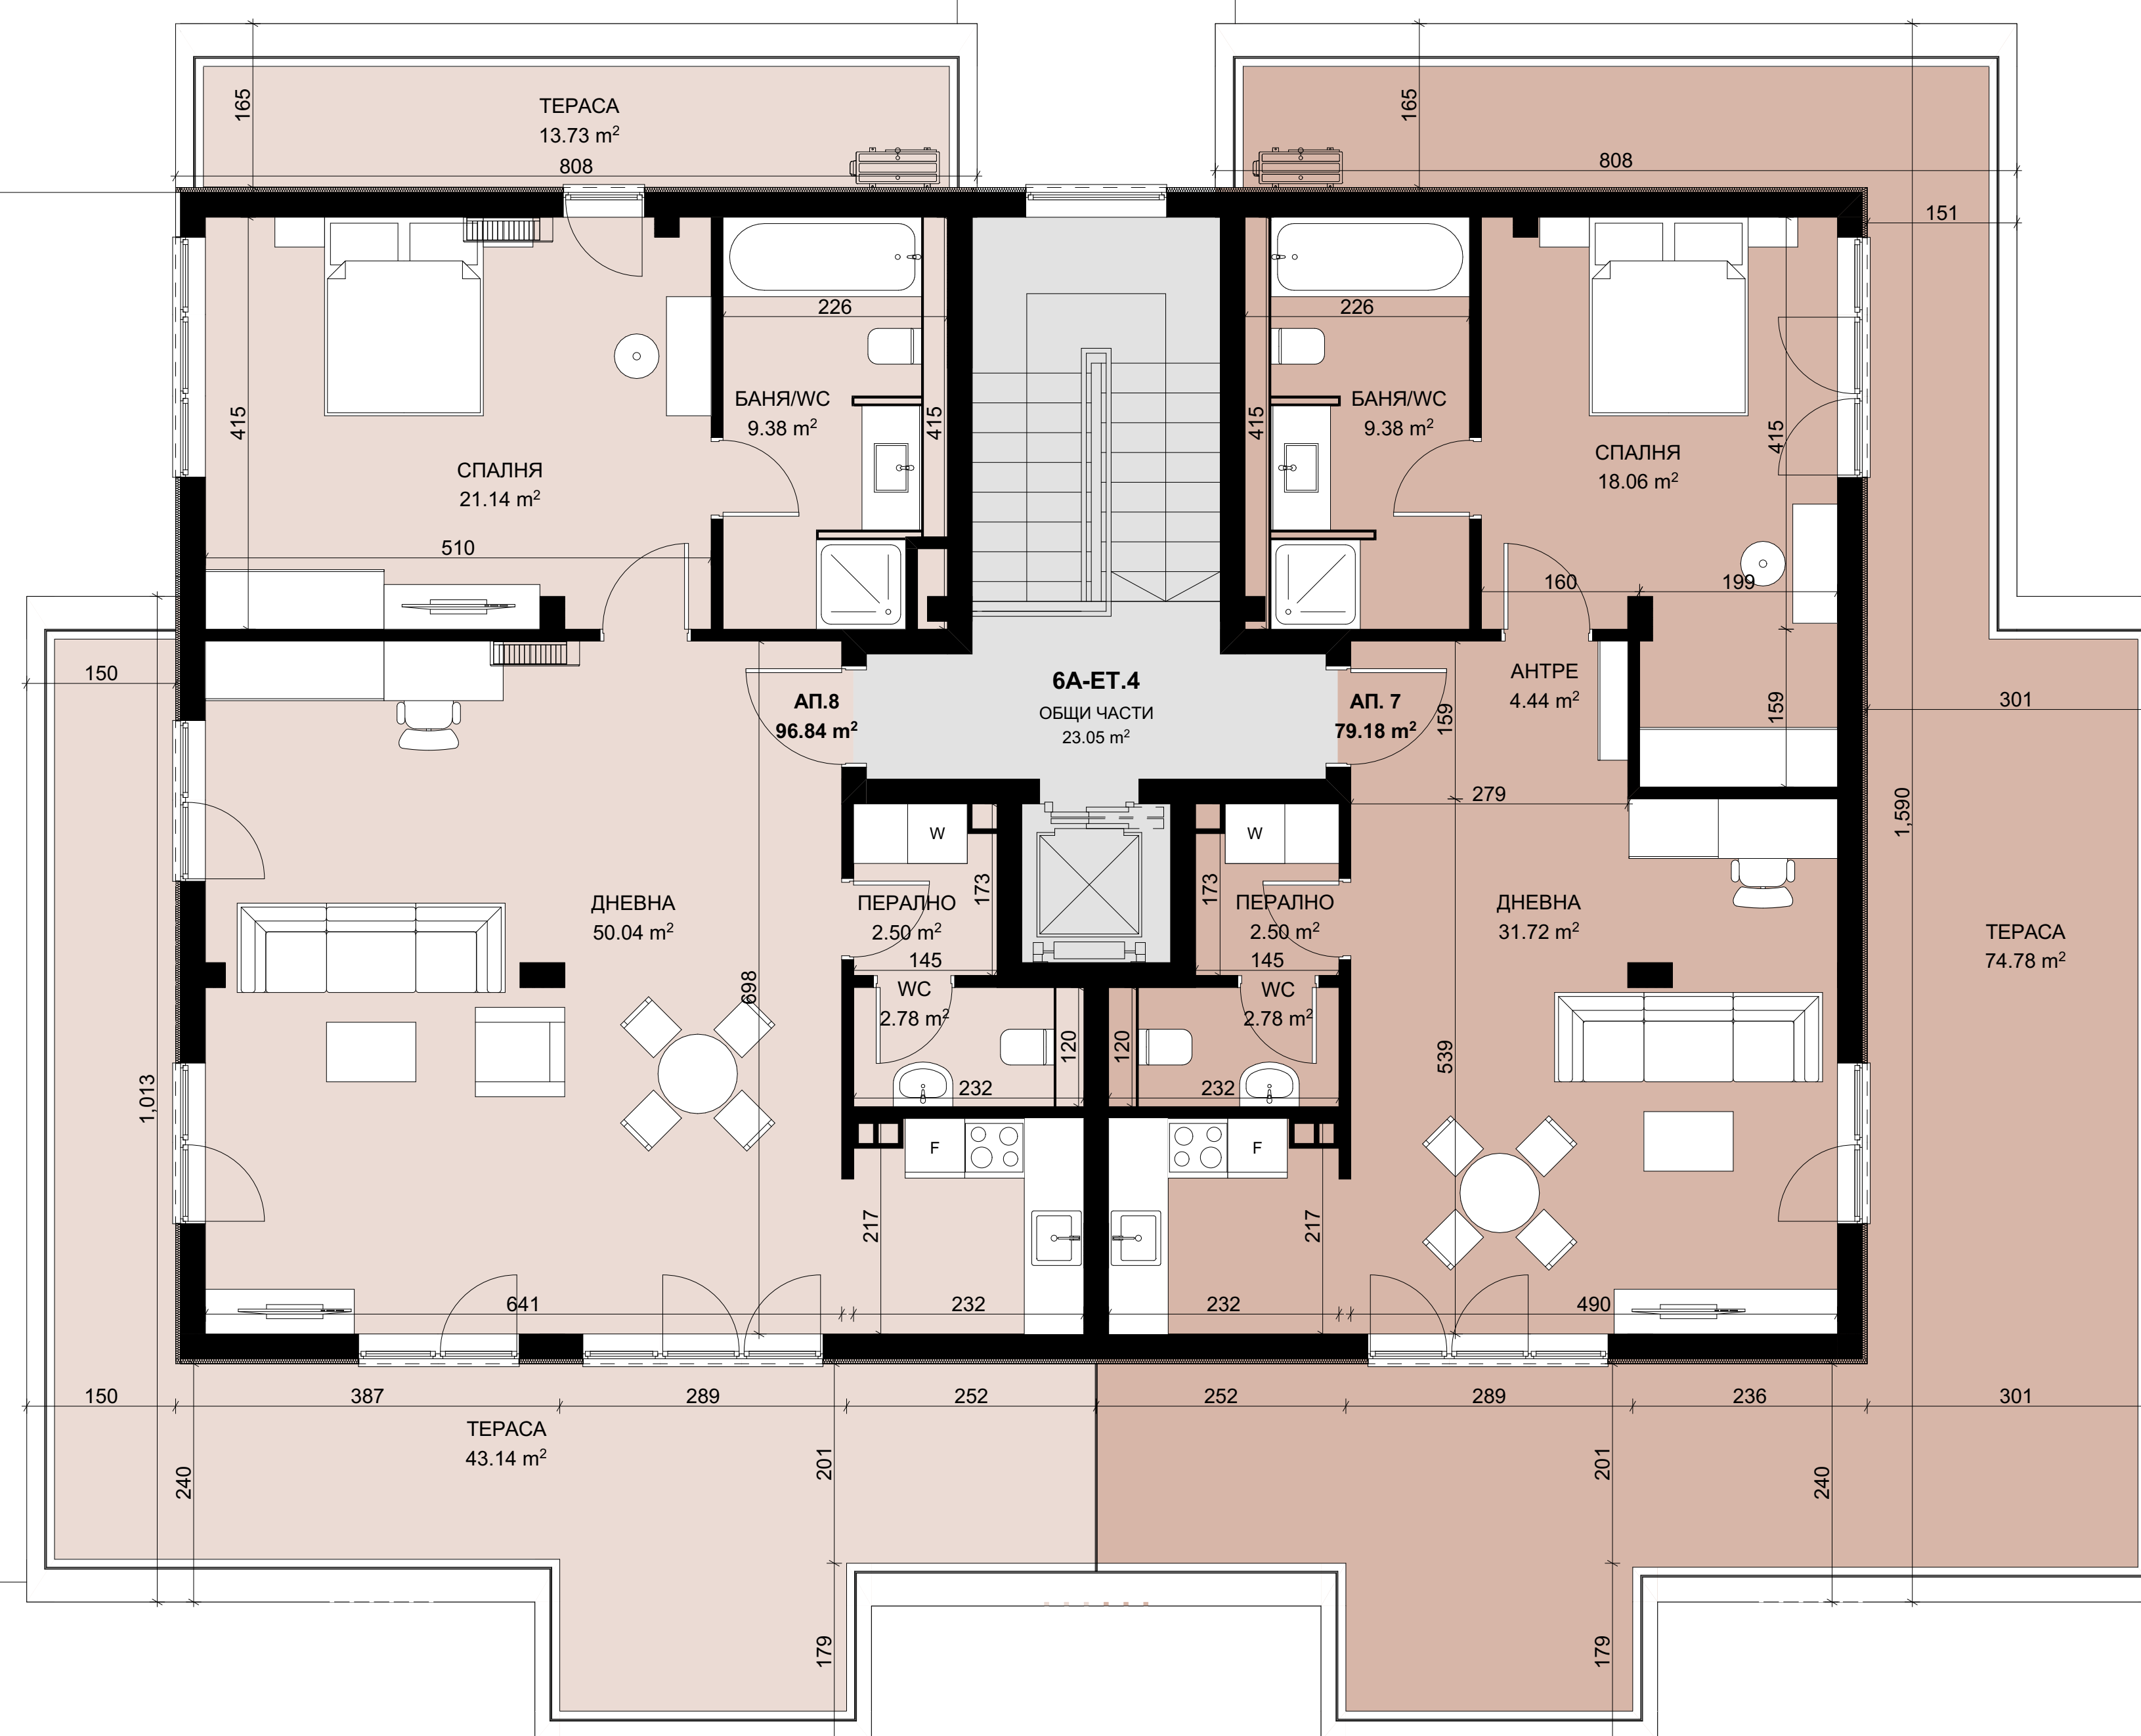 165
ТЕРАСА
13.73 m²
808
165
808
151
226
226
415
БАНЯ/WC
9.38 m²
415
СПАЛНЯ
21.14 m²
510
415
БАНЯ/WC
9.38 m²
СПАЛНЯ
18.06 m²
415
160
199
150
АП.8
96.84 m²
6А-ЕТ.4
ОБЩИ ЧАСТИ
23.05 m²
АП. 7
79.18 m²
АНТРЕ
4.44 m²
159
159
301
279
1,590
W
W
173
173
ДНЕВНА
50.04 m²
ПЕРАЛНО
2.50 m²
145
ПЕРАЛНО
2.50 m²
145
ДНЕВНА
31.72 m²
ТЕРАСА
74.78 m²
698
WC
2.78 m²
WC
2.78 m²
120
120
232
232
539
1,013
F
F
217
217
641
232
232
490
150
387
289
252
252
289
236
301
ТЕРАСА
43.14 m²
240
201
201
240
179
179